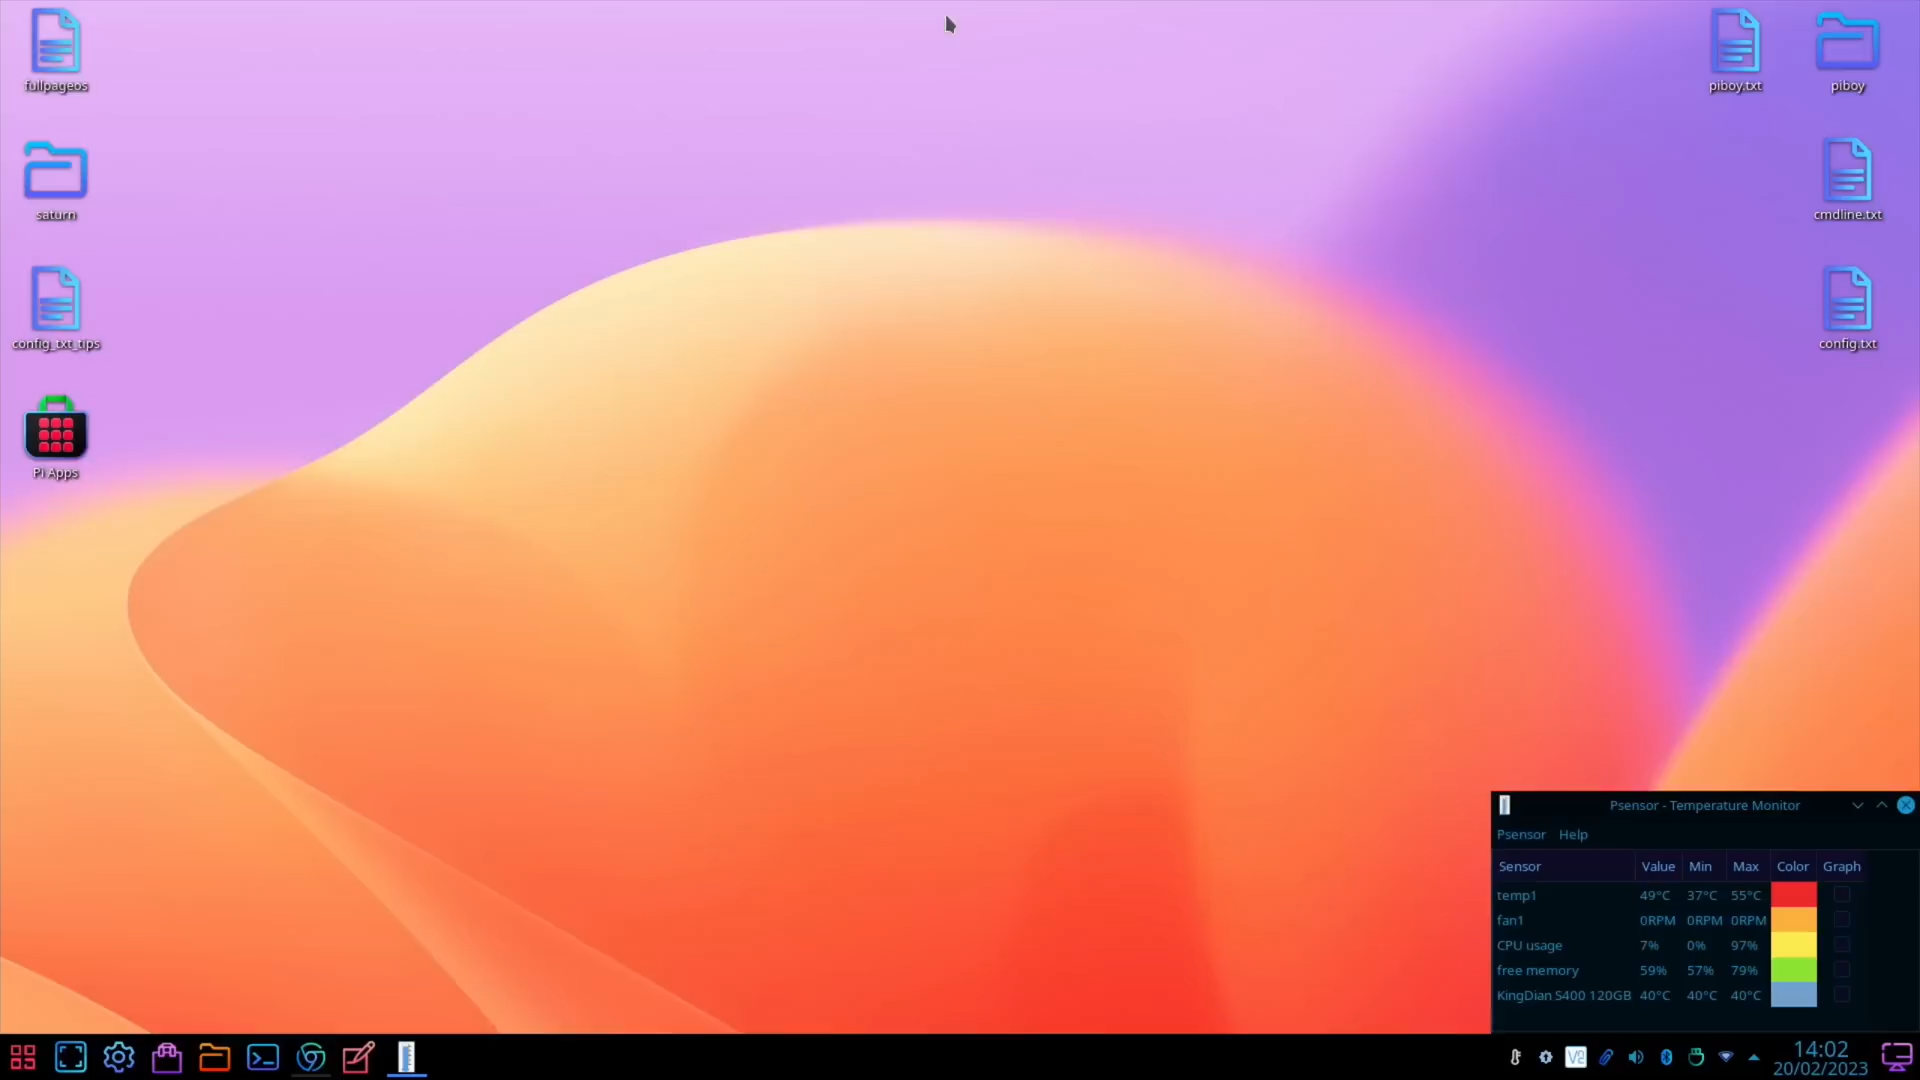 fullpageos
saturn
config_txt_tips
Pi Apps
piboy.txt
piboy
cmdline.txt
config.txt
Psensor - Temperature Monitor
Psensor Help
Sensor Value Min Max Color Graph
temp1 49°C 37°C 55°C
fan1 0RPM 0RPM 0RPM
CPU usage 7% 0% 97%
free memory 59% 57% 79%
KingDian S400 120GB 40°C 40°C 40°C
14:02
20/02/2023